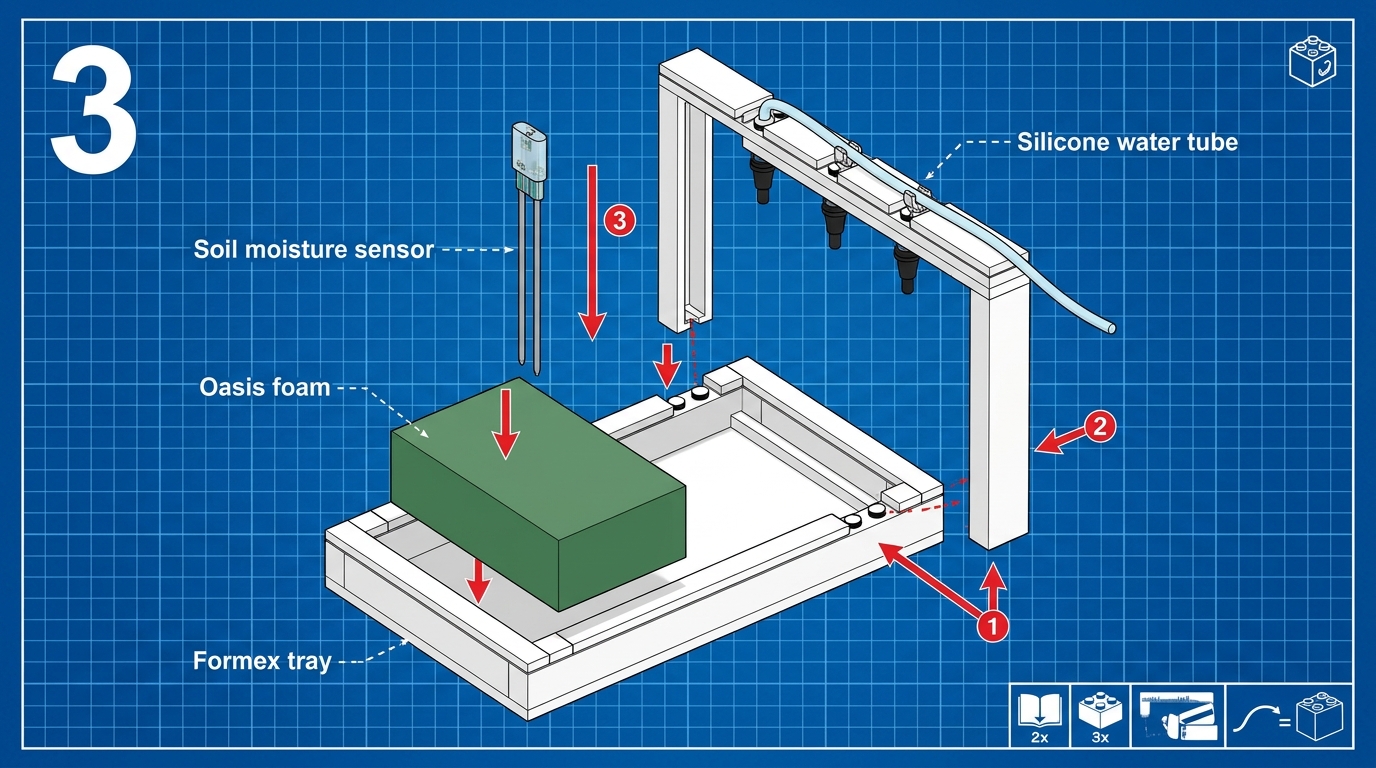 3
Silicone water tube
3
Soil moisture sensor
Oasis foam
2
1
Formex tray
2x
3x
=